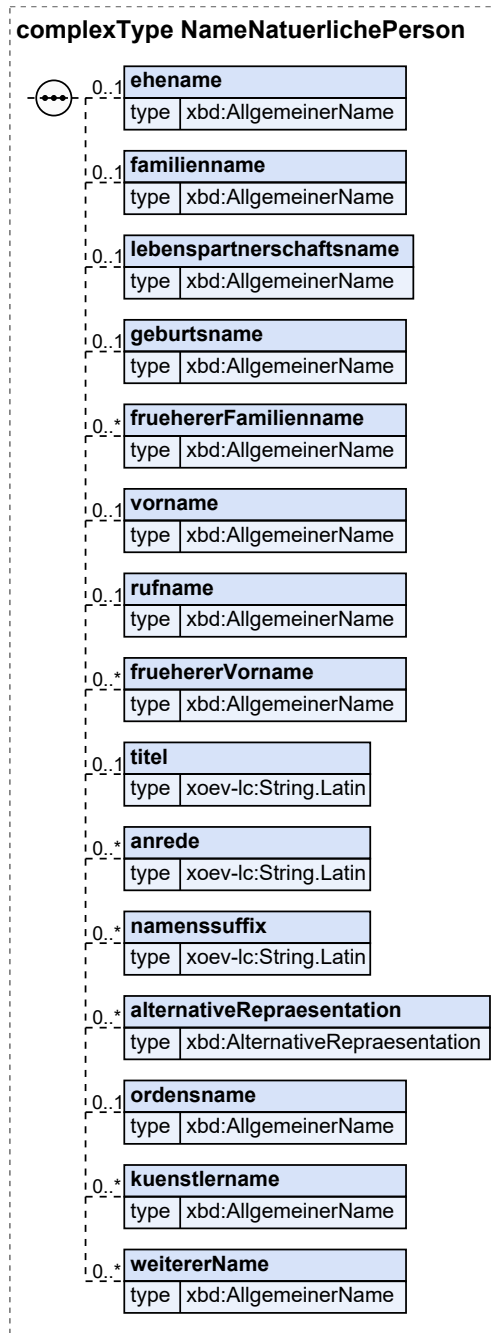 complexType NameNatuerlichePerson
0..1 ehename
type xbd:AllgemeinerName
0..1 familienname
type xbd:AllgemeinerName
0..1 lebenspartnerschaftsname
type xbd:AllgemeinerName
0..1 geburtsname
type xbd:AllgemeinerName
0..* fruehererFamilienname
type xbd:AllgemeinerName
0..1 vorname
type xbd:AllgemeinerName
0..1 rufname
type xbd:AllgemeinerName
0..* fruehererVorname
type xbd:AllgemeinerName
0..1 titel
type xoev-lc:String.Latin
0..* anrede
type xoev-lc:String.Latin
0..* namenssuffix
type xoev-lc:String.Latin
0..* alternativeRepraesentation
type xbd:AlternativeRepraesentation
0..1 ordensname
type xbd:AllgemeinerName
0..* kuenstlername
type xbd:AllgemeinerName
0..* weitererName
type xbd:AllgemeinerName